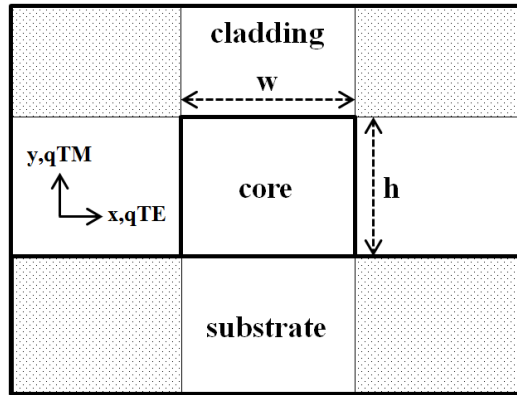 cladding
w
y,qTM
core
h
x,qTE
substrate